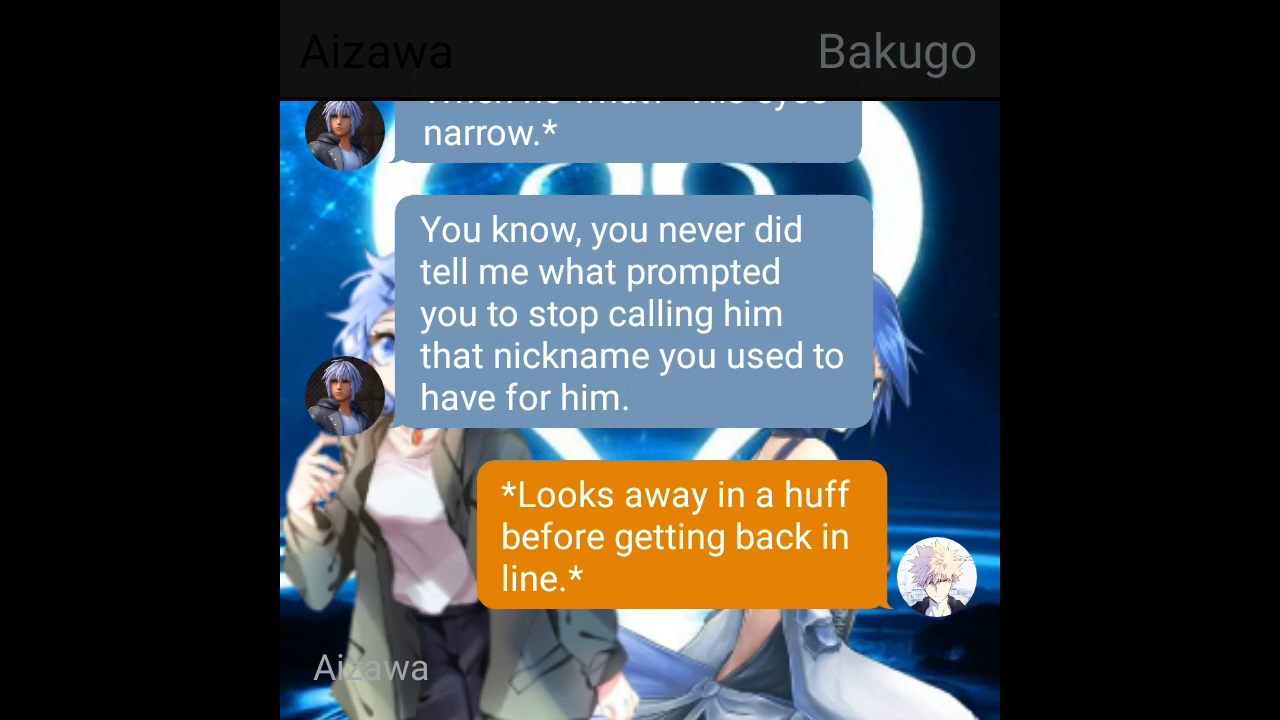 Aizawa
Bakugo
narrow.*
You know, you never did
tell me what prompted
you to stop calling him
that nickname you used to
have for him.
*Looks away in a huff
before getting back in
line.*
Aizawa